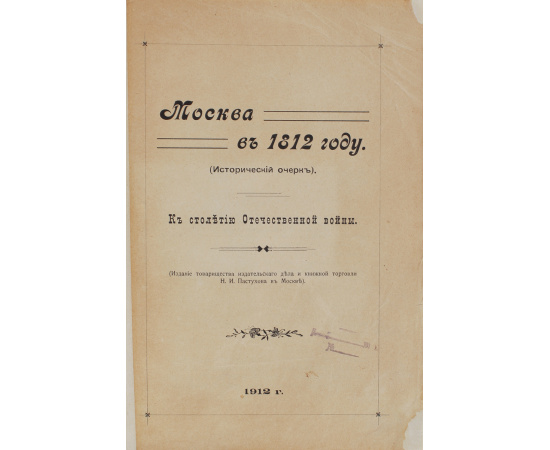 Москва
въ 1812 году.
(Историческій очеркъ).
Къ столѣтію Отечественной войны.
(Изданіе товарищества издательскаго дѣла и книжной торговли
Н. И. Пастухова въ Москвѣ).
1912 г.